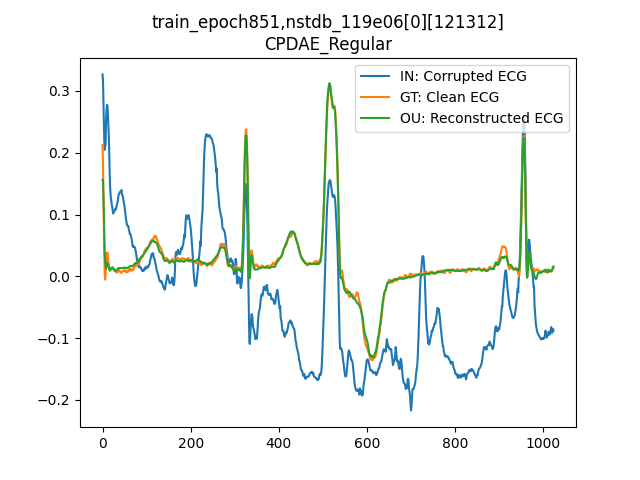 train_epoch851,nstdb_119e06[0][121312]
CPDAE_Regular
IN: Corrupted ECG
GT: Clean ECG
OU: Reconstructed ECG
0.3
0.2
0.1
0.0
−0.1
−0.2
0 200 400 600 800 1000